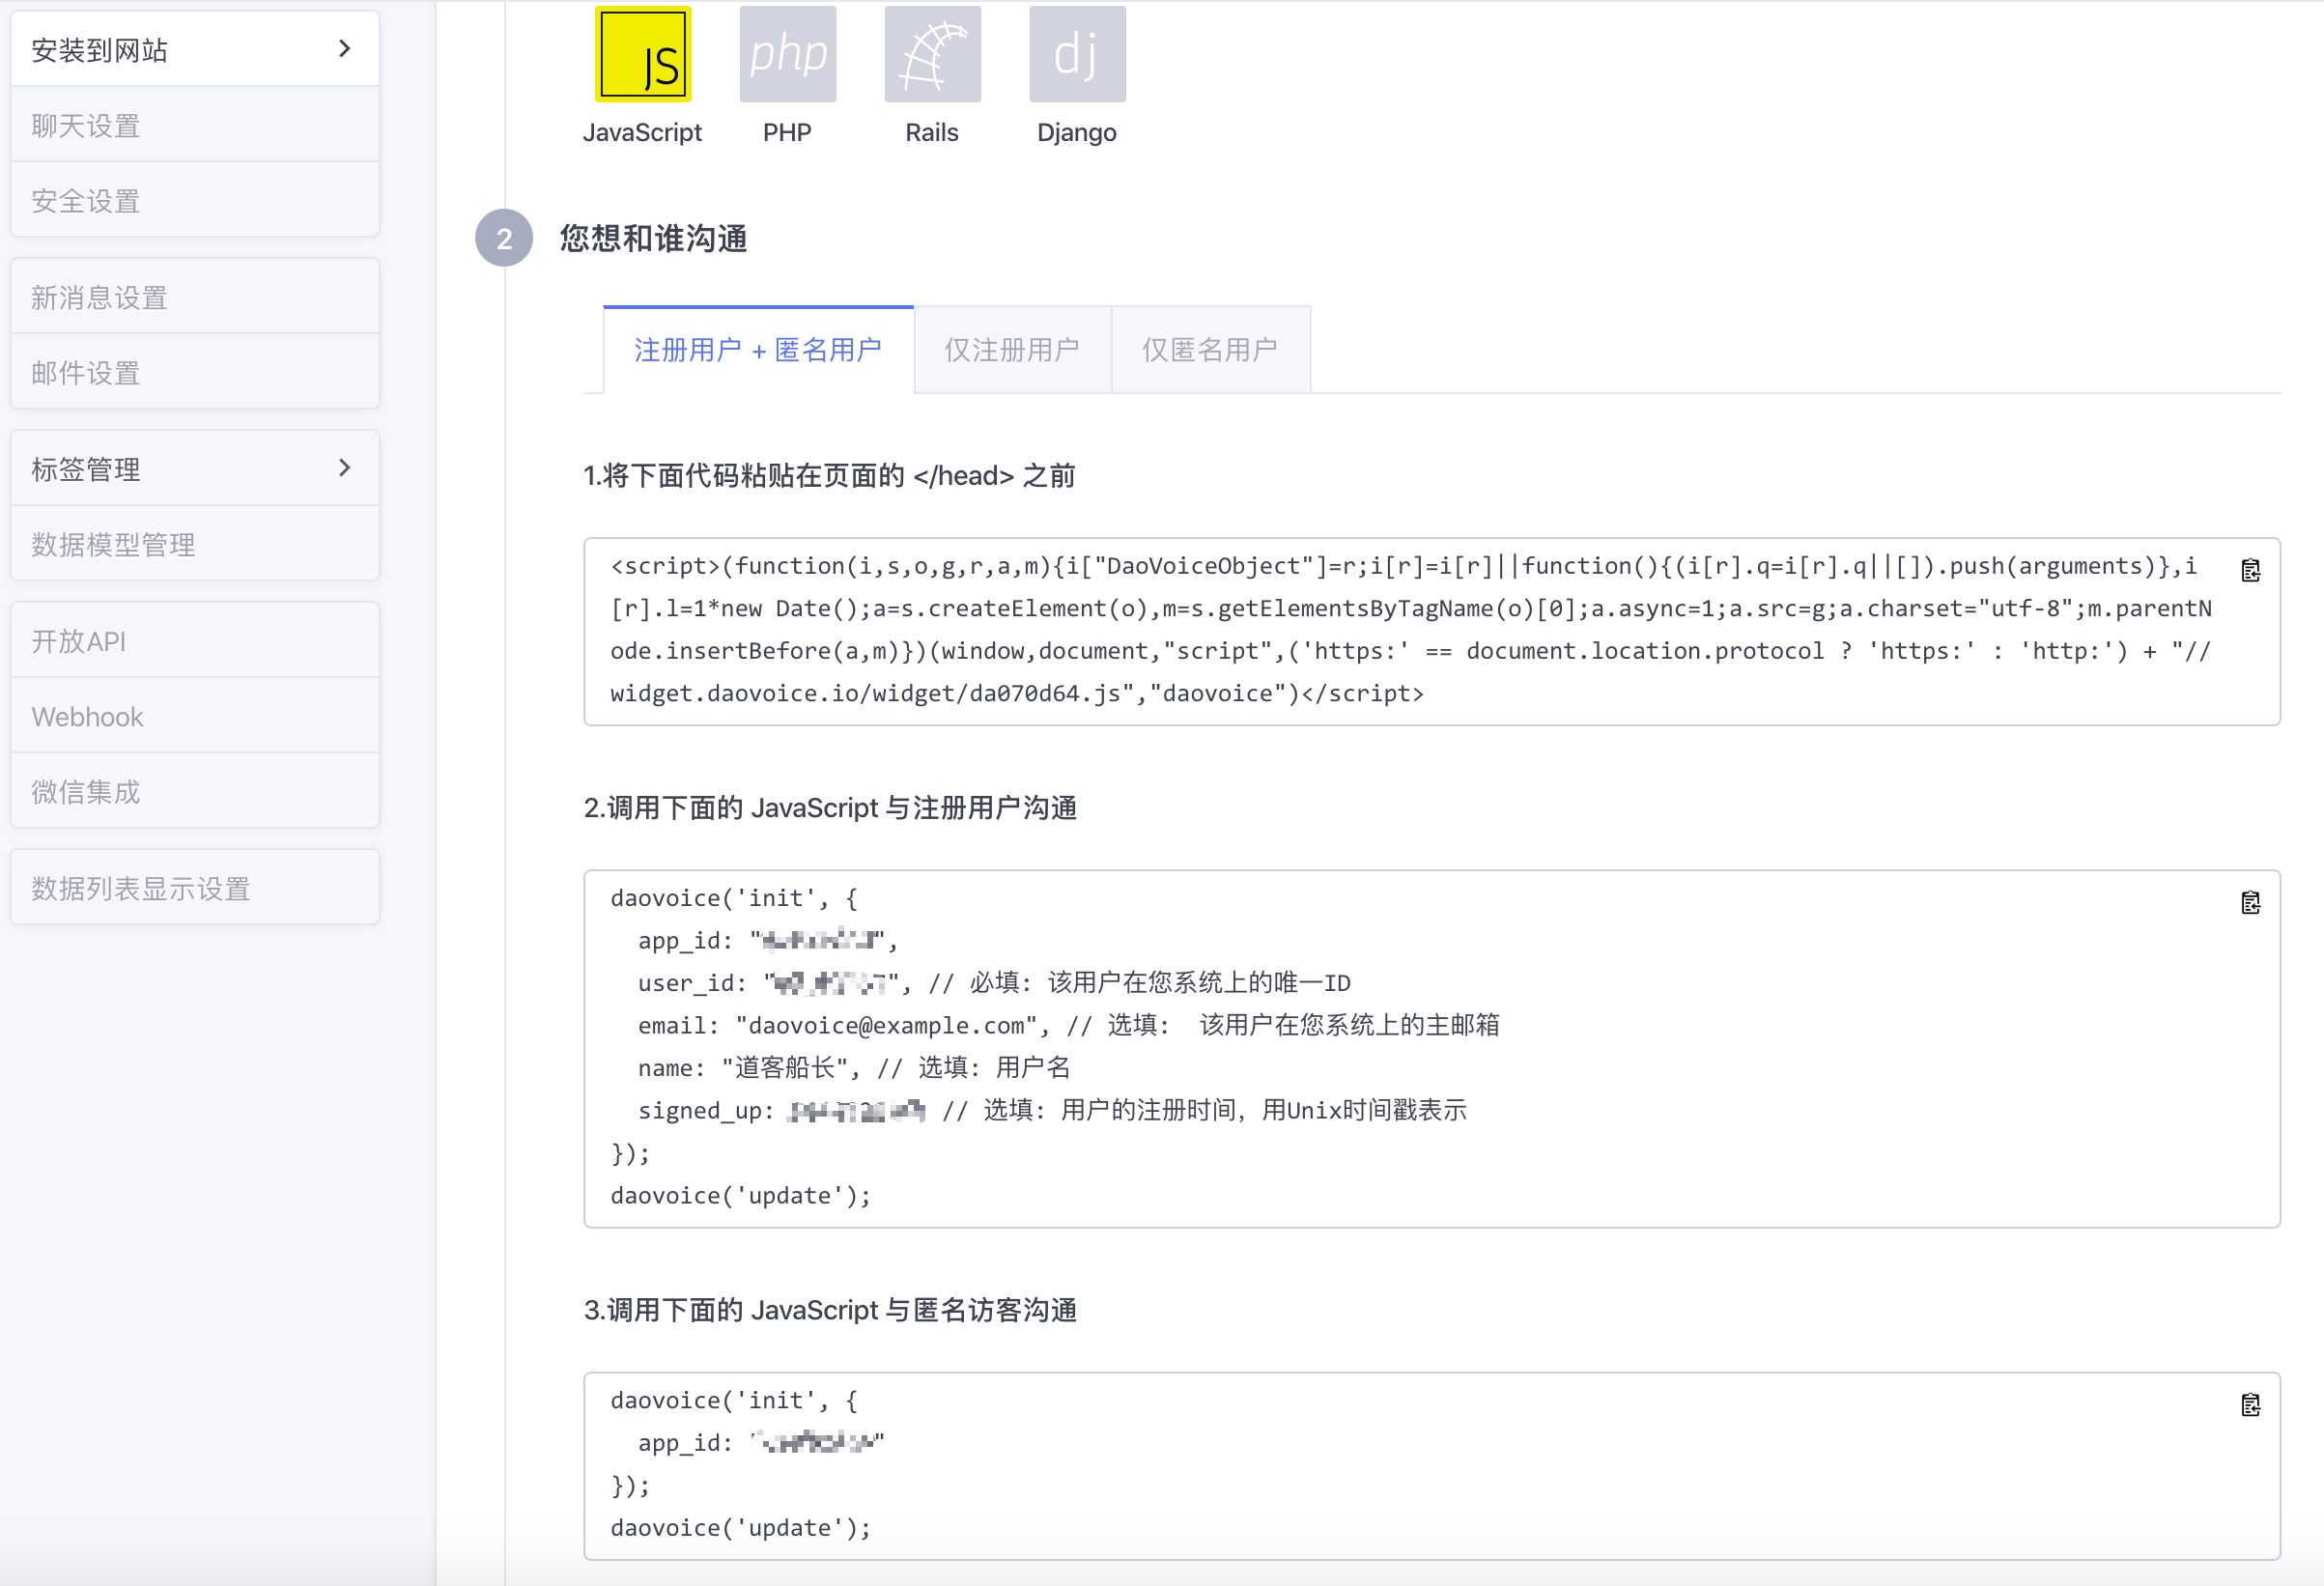 安装到网站
聊天设置
安全设置
新消息设置
邮件设置
标签管理
数据模型管理
开放API
Webhook
微信集成
数据列表显示设置
JS
php
dj
JavaScript
PHP
Rails
Django
2
您想和谁沟通
注册用户 + 匿名用户
仅注册用户
仅匿名用户
1.将下面代码粘贴在页面的 </head> 之前
<script>(function(i,s,o,g,r,a,m){i["DaoVoiceObject"]=r;i[r]=i[r]||function(){(i[r].q=i[r].q||[]).push(arguments)},i
[r].l=1*new Date();a=s.createElement(o),m=s.getElementsByTagName(o)[0];a.async=1;a.src=g;a.charset="utf-8";m.parentN
ode.insertBefore(a,m)})(window,document,"script",('https:' == document.location.protocol ? 'https:' : 'http:') + "//
widget.daovoice.io/widget/da070d64.js","daovoice")</script>
2.调用下面的 JavaScript 与注册用户沟通
daovoice('init', {
app_id: "",
user_id: "", // 必填: 该用户在您系统上的唯一ID
email: "daovoice@example.com", // 选填:  该用户在您系统上的主邮箱
name: "道客船长", // 选填: 用户名
signed_up: // 选填: 用户的注册时间，用Unix时间戳表示
});
daovoice('update');
3.调用下面的 JavaScript 与匿名访客沟通
daovoice('init', {
app_id: ""
});
daovoice('update');